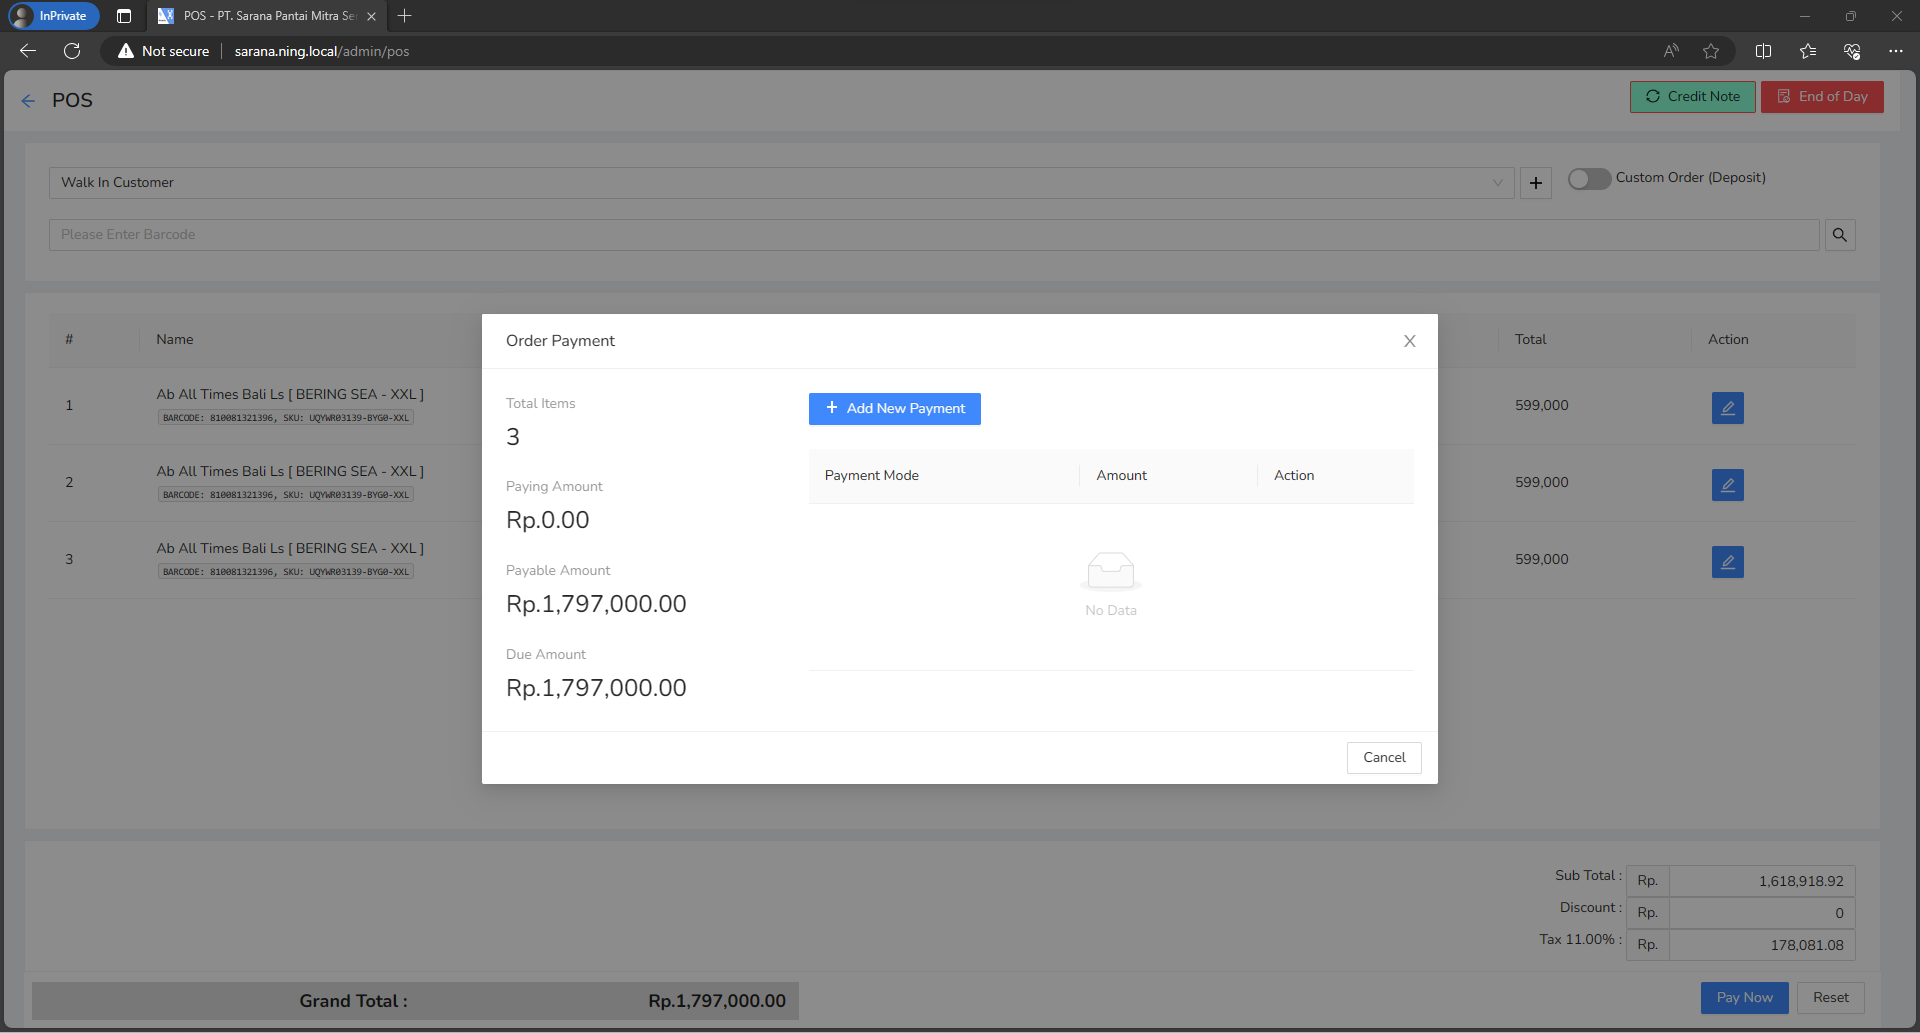 InPrivate
POS - PT. Sarana Pantai Mitra Se
Not secure
sarana.ning.local/admin/pos
POS
Credit Note
End of Day
Walk In Customer
Custom Order (Deposit)
Please Enter Barcode
# Name Total Action
1 Ab All Times Bali Ls [ BERING SEA - XXL ] 599,000
BARCODE: 810081321396, SKU: UQYWR03139-BYG0-XXL
2 Ab All Times Bali Ls [ BERING SEA - XXL ] 599,000
BARCODE: 810081321396, SKU: UQYWR03139-BYG0-XXL
3 Ab All Times Bali Ls [ BERING SEA - XXL ] 599,000
BARCODE: 810081321396, SKU: UQYWR03139-BYG0-XXL
Order Payment
Total Items
3
Paying Amount
Rp.0.00
Payable Amount
Rp.1,797,000.00
Due Amount
Rp.1,797,000.00
Add New Payment
Payment Mode Amount Action
No Data
Cancel
Sub Total : Rp. 1,618,918.92
Discount : Rp. 0
Tax 11.00% : Rp. 178,081.08
Grand Total : Rp.1,797,000.00
Pay Now
Reset